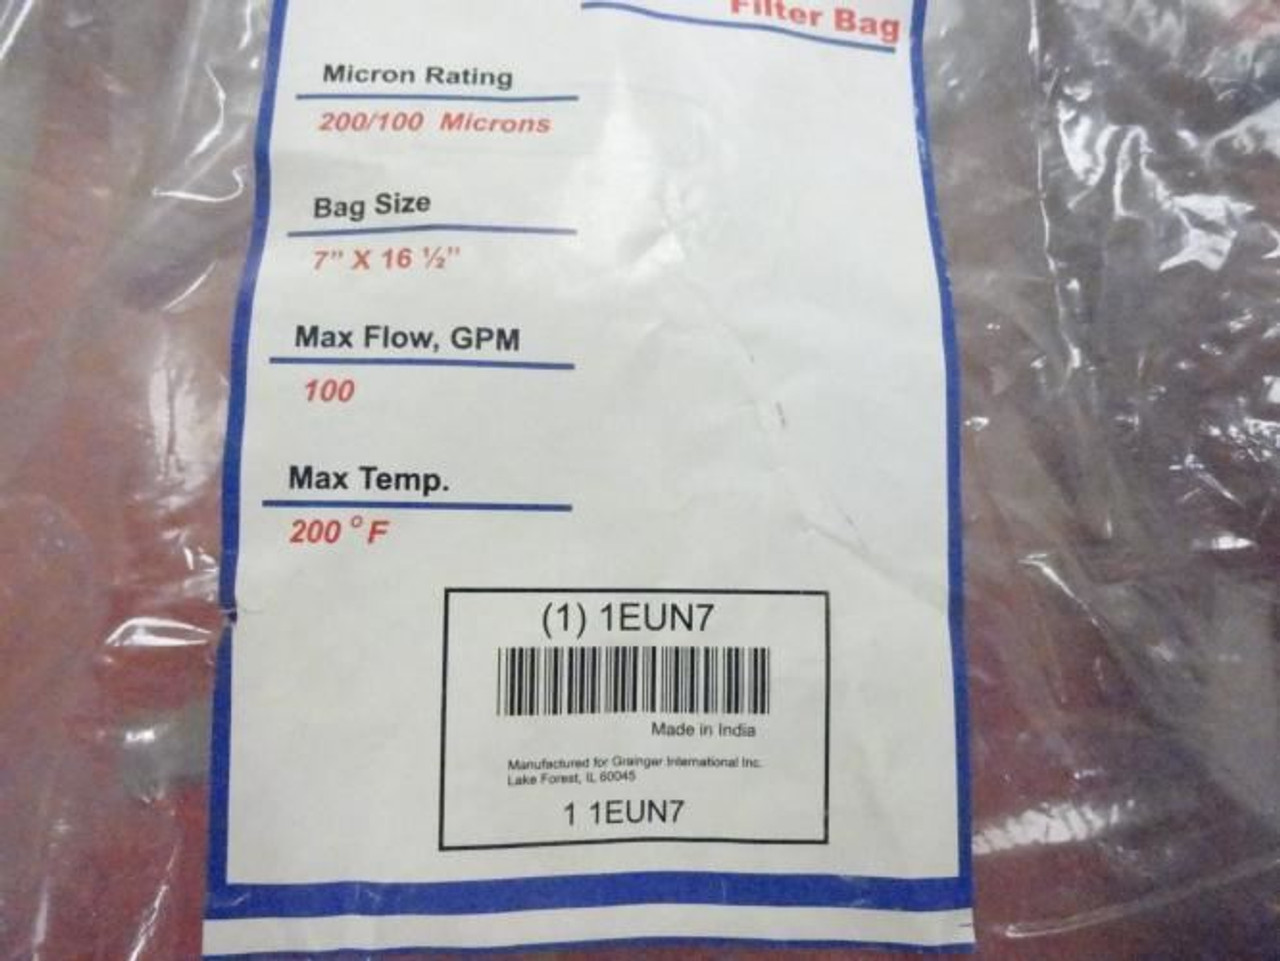 Filter Bag
Micron Rating
200/100 Microns
Bag Size
7" X 16 ½"
Max Flow, GPM
100
Max Temp.
200 °F
(1) 1EUN7
Made in India
Manufactured for Grainger International Inc.
Lake Forest, IL 60045
1 1EUN7